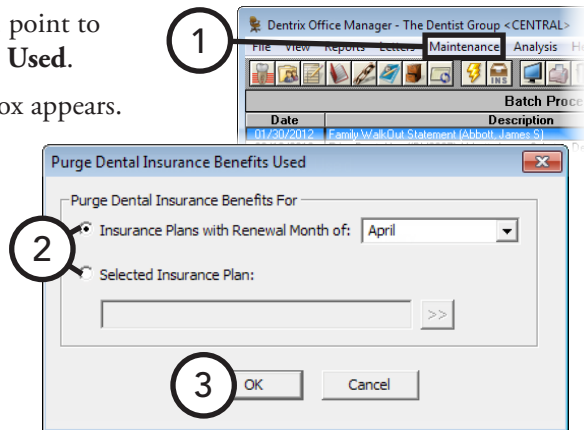 point to
Used.
ox appears.
1
Dentrix Office Manager - The Dentist Group <CENTRAL>
File View Reports Letters Maintenance Analysis
INS
Batch
Date Description
01/30/2012 Family WalkOut Statement (Abbott, James S)
Purge Dental Insurance Benefits Used
Purge Dental Insurance Benefits For
2
Insurance Plans with Renewal Month of: April
Selected Insurance Plan:
>>
3
OK Cancel